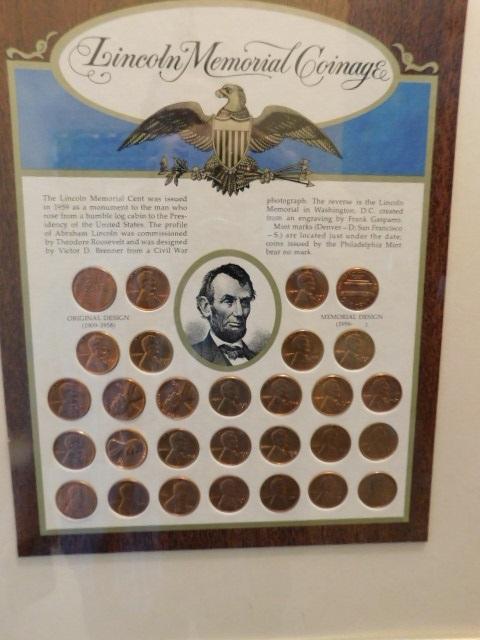 Lincoln Memorial Coinage
The Lincoln Memorial Cent was issued
in 1959 as a monument to the man who
rose from a humble log cabin to the Pres-
idency of the United States. The profile
of Abraham Lincoln was commissioned
by Theodore Roosevelt and was designed
by Victor D. Brenner from a Civil War
photograph. The reverse is the Lincoln
Memorial in Washington, D.C. created
from an engraving by Frank Gasparro.
Mint marks (Denver – D; San Francisco
– S.) are located just under the date;
coins issued by the Philadelphia Mint
bear no mark.
ORIGINAL DESIGN
(1909-1958)
MEMORIAL DESIGN
(1959- )